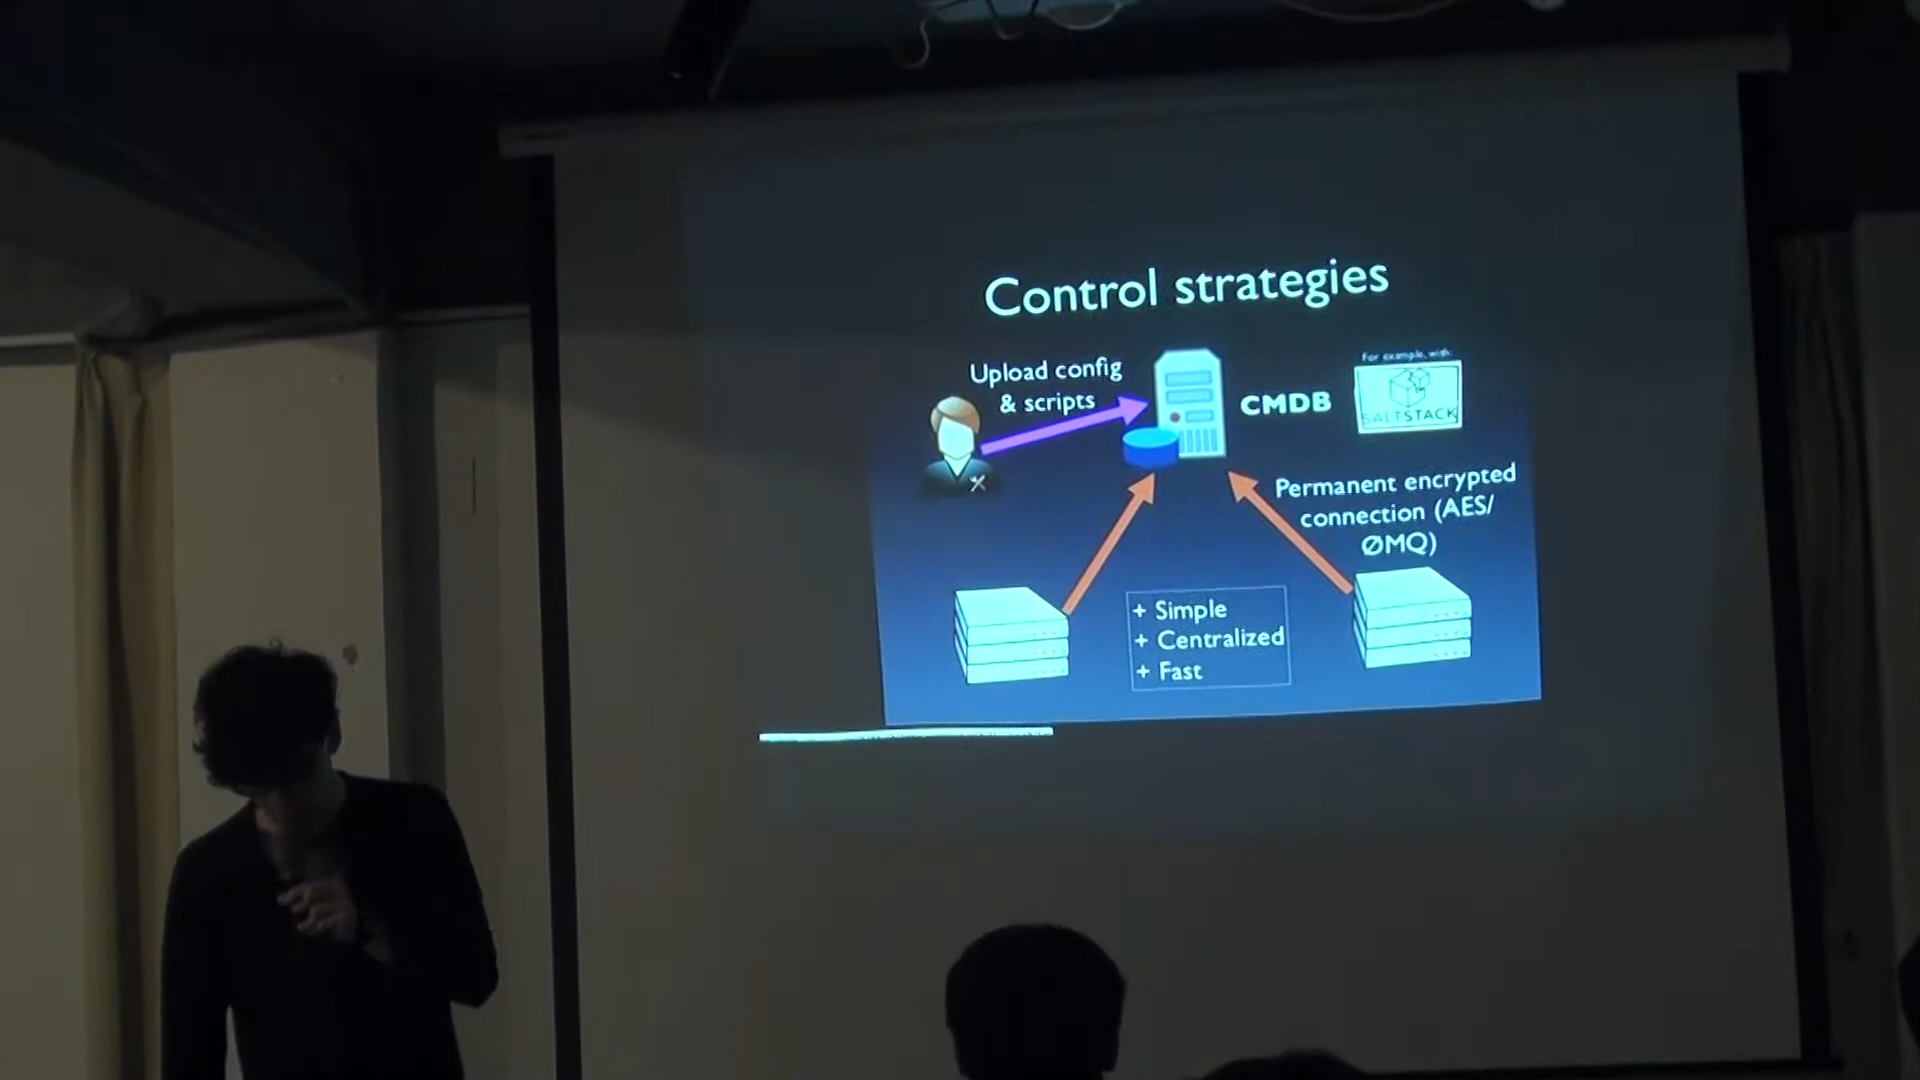 Control strategies
Upload config
& scripts
CMDB
For example, with:
SALTSTACK
Permanent encrypted
connection (AES/
ØMQ)
+ Simple
+ Centralized
+ Fast